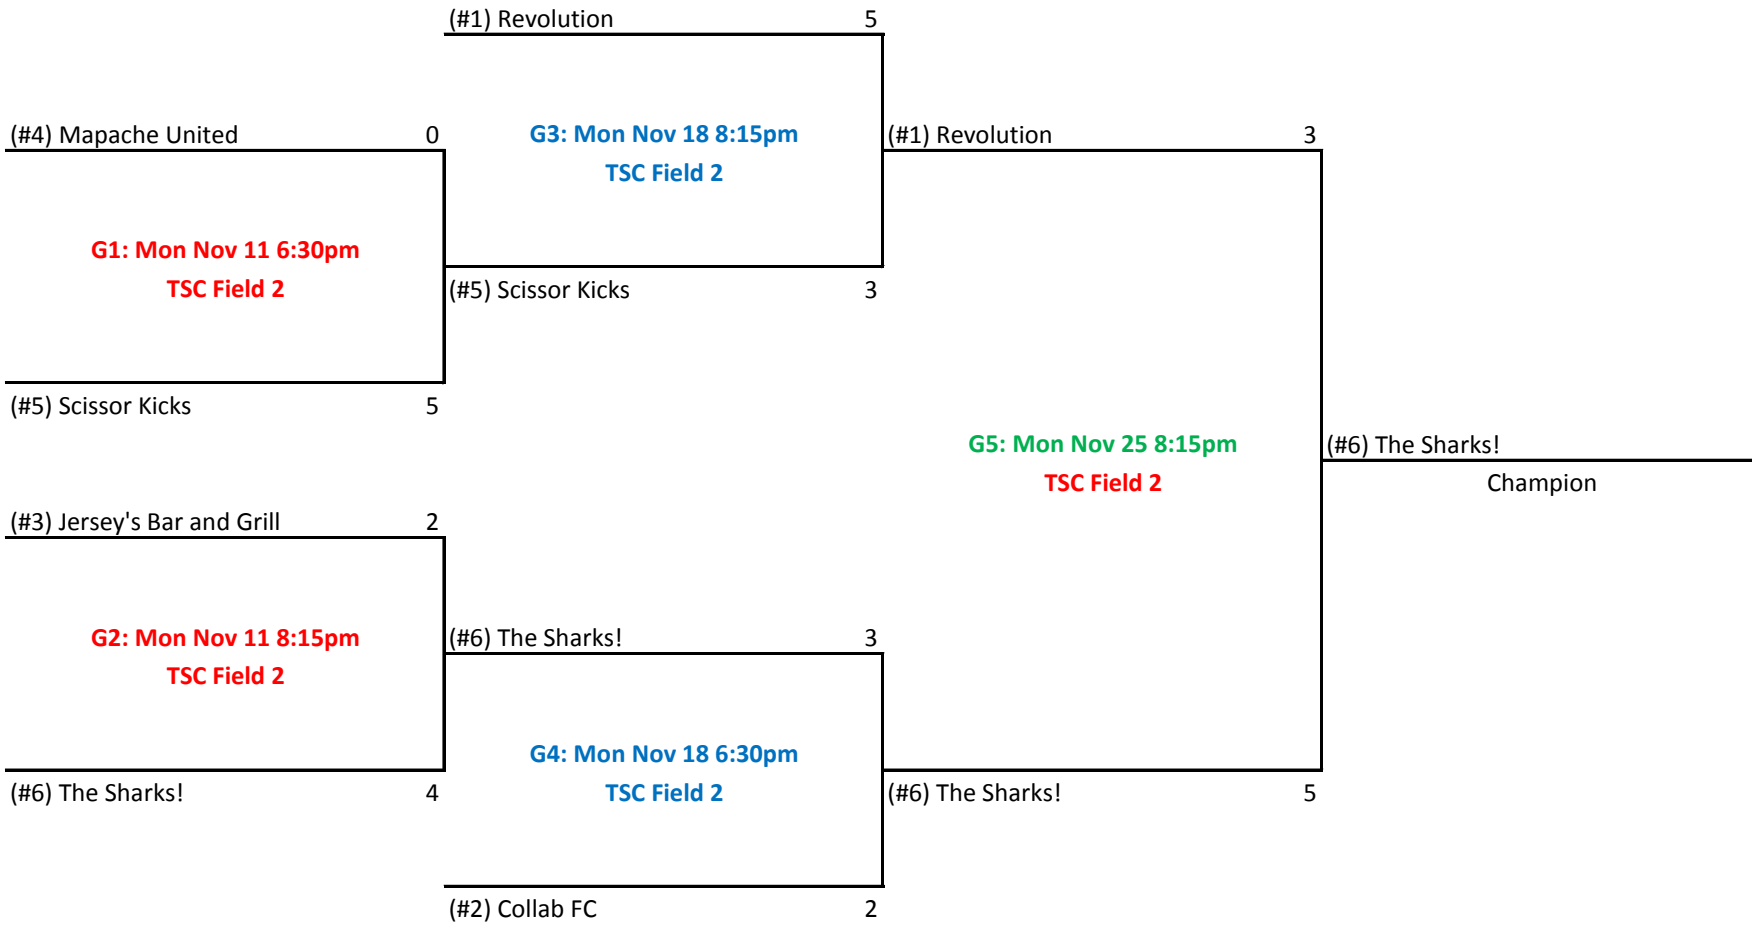 (#1) Revolution 5
(#4) Mapache United 0
G3: Mon Nov 18 8:15pm
TSC Field 2
(#1) Revolution 3
G1: Mon Nov 11 6:30pm
TSC Field 2
(#5) Scissor Kicks 3
(#5) Scissor Kicks 5
G5: Mon Nov 25 8:15pm
TSC Field 2
(#6) The Sharks!
Champion
(#3) Jersey's Bar and Grill 2
G2: Mon Nov 11 8:15pm
TSC Field 2
(#6) The Sharks! 3
(#6) The Sharks! 4
G4: Mon Nov 18 6:30pm
TSC Field 2
(#6) The Sharks! 5
(#2) Collab FC 2